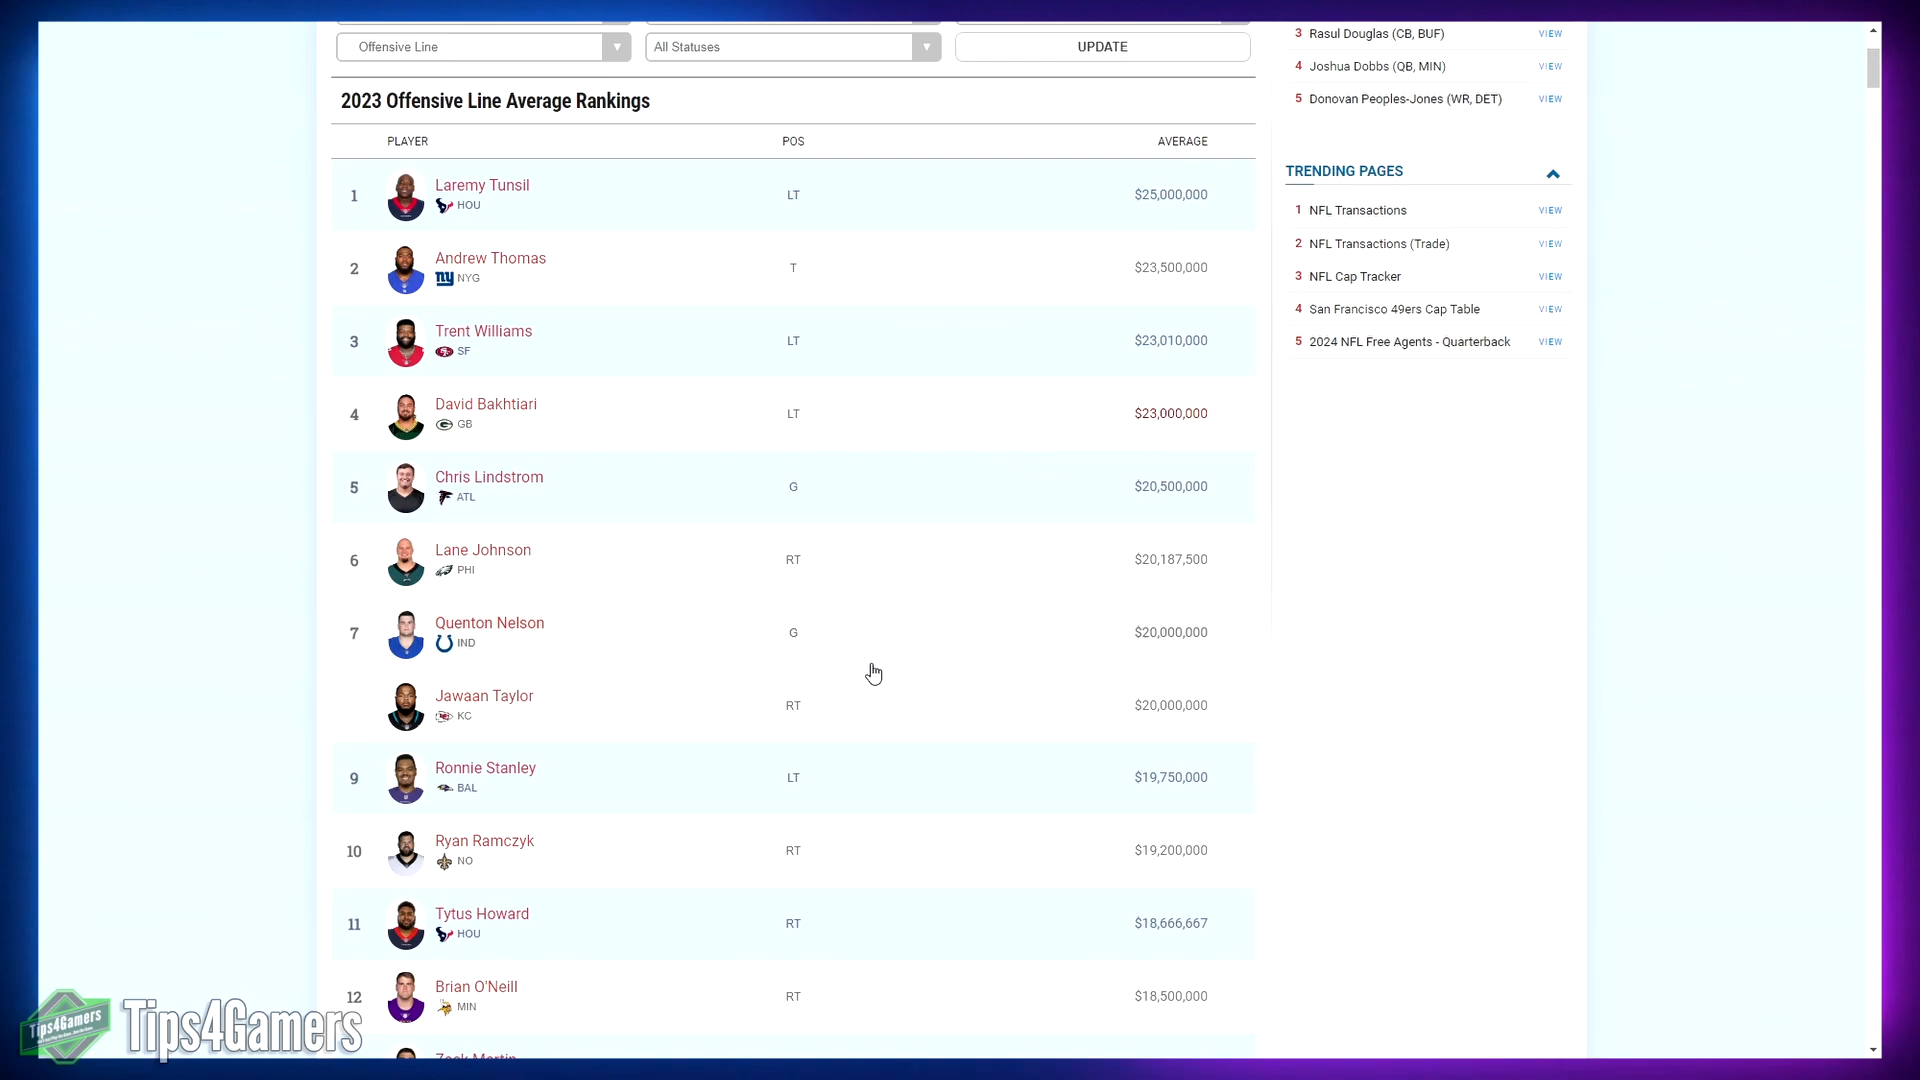 Offensive Line
All Statuses
UPDATE
2023 Offensive Line Average Rankings
PLAYER POS AVERAGE
1 Laremy Tunsil LT $25,000,000
HOU
2 Andrew Thomas T $23,500,000
NYG
3 Trent Williams LT $23,010,000
SF
4 David Bakhtiari LT $23,000,000
GB
5 Chris Lindstrom G $20,500,000
ATL
6 Lane Johnson RT $20,187,500
PHI
7 Quenton Nelson G $20,000,000
IND
Jawaan Taylor RT $20,000,000
KC
9 Ronnie Stanley LT $19,750,000
BAL
10 Ryan Ramczyk RT $19,200,000
NO
11 Tytus Howard RT $18,666,667
HOU
12 Brian O'Neill RT $18,500,000
MIN
Zack Martin
3 Rasul Douglas (CB, BUF) VIEW
4 Joshua Dobbs (QB, MIN) VIEW
5 Donovan Peoples-Jones (WR, DET) VIEW
TRENDING PAGES
1 NFL Transactions VIEW
2 NFL Transactions (Trade) VIEW
3 NFL Cap Tracker VIEW
4 San Francisco 49ers Cap Table VIEW
5 2024 NFL Free Agents - Quarterback VIEW
Tips4Gamers
Tips4Gamers